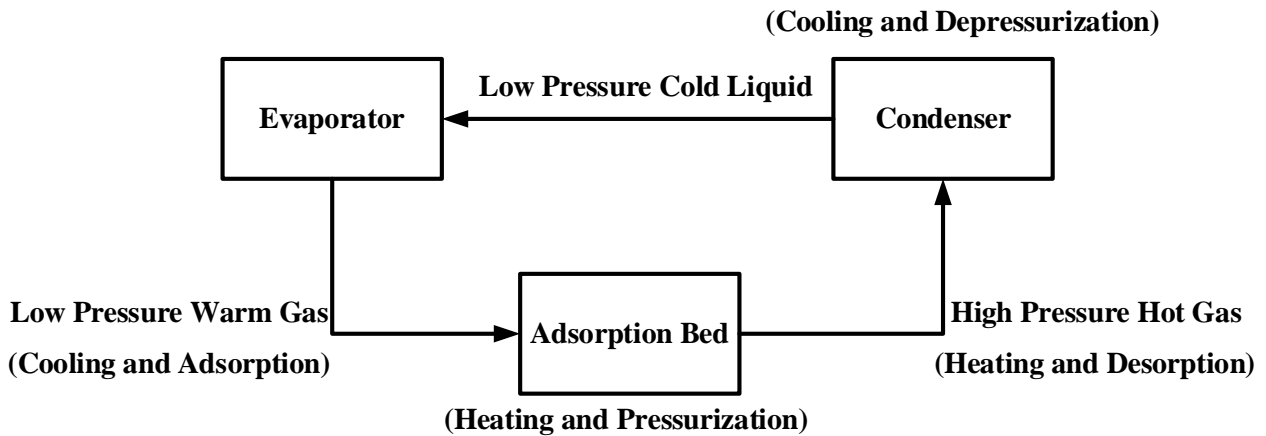 (Cooling and Depressurization)
Low Pressure Cold Liquid
Evaporator
Condenser
Low Pressure Warm Gas
(Cooling and Adsorption)
Adsorption Bed
(Heating and Pressurization)
High Pressure Hot Gas
(Heating and Desorption)